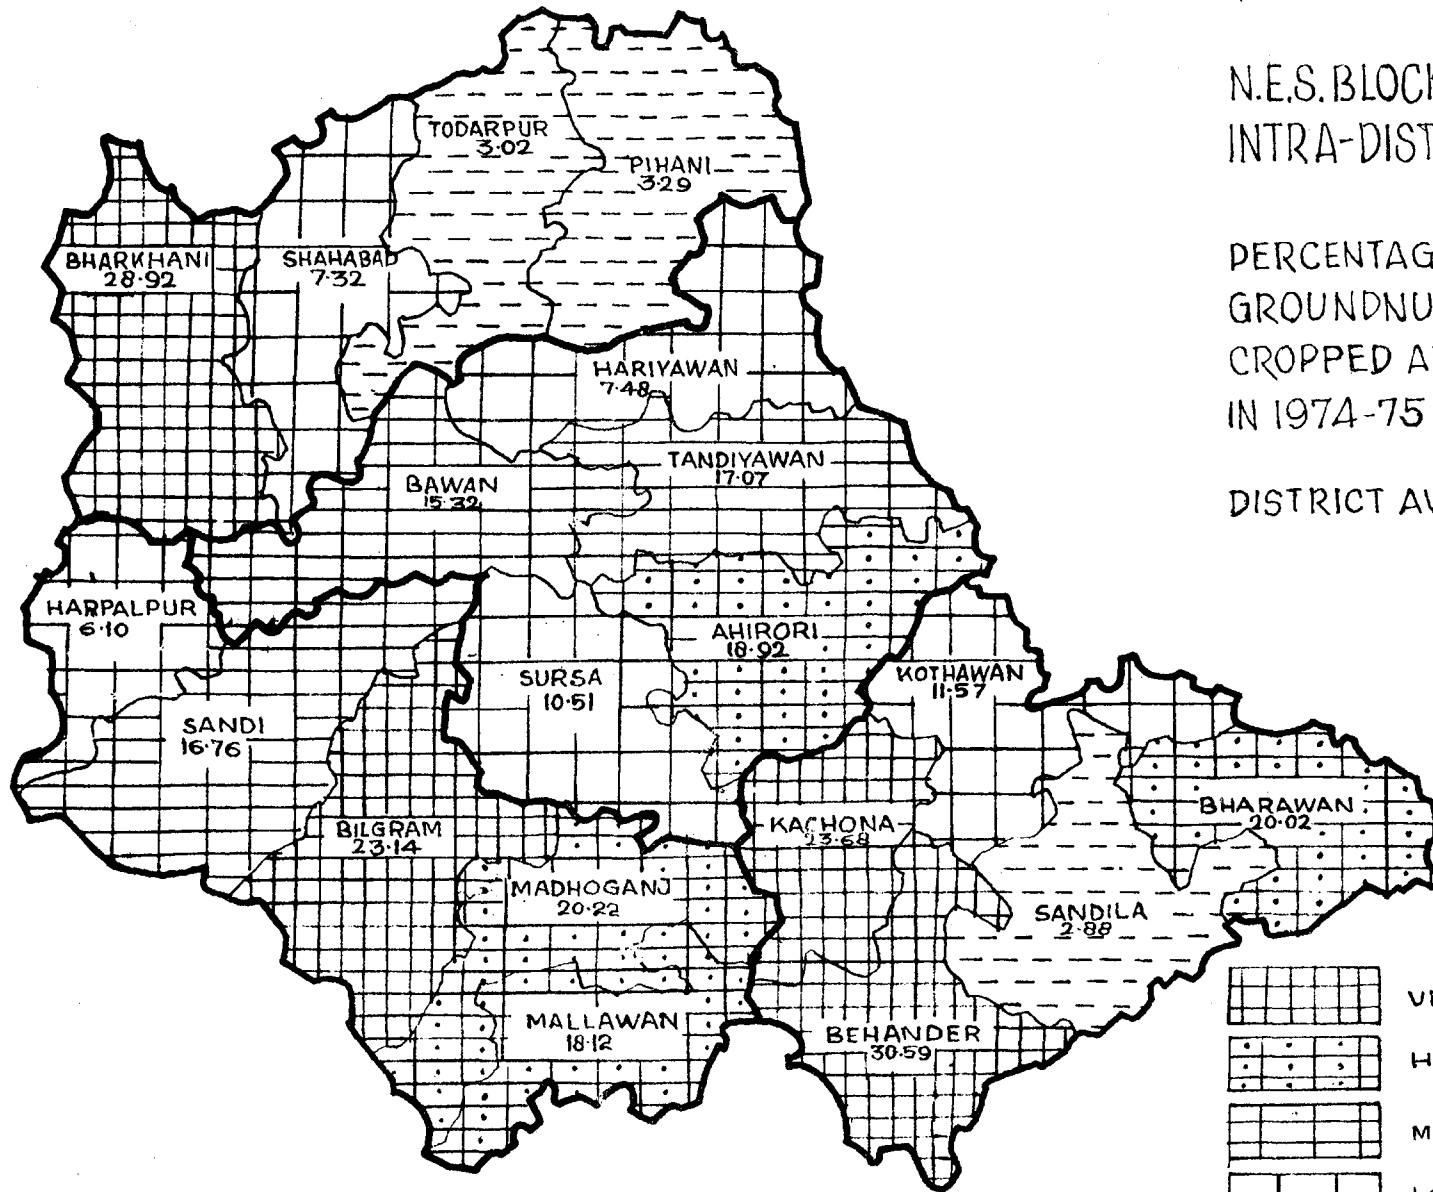 N.E.S. BLOCK
INTRA-DIST
PERCENTAG
GROUNDNU
CROPPED A
IN 1974-75
DISTRICT AV
TODARPUR
3·02
PIHANI
3·29
BHARKHANI
28·92
SHAHABAD
7·32
HARIYAWAN
7·48
TANDIYAWAN
17·07
BAWAN
15·32
HARPALPUR
6·10
AHIRORI
18·92
SURSA
10·51
KOTHAWAN
11·57
SANDI
16·76
BHARAWAN
20·02
BILGRAM
23·14
KACHONA
23·68
MADHOGANJ
20·22
SANDILA
2·88
MALLAWAN
18·12
BEHANDER
30·59
H
M